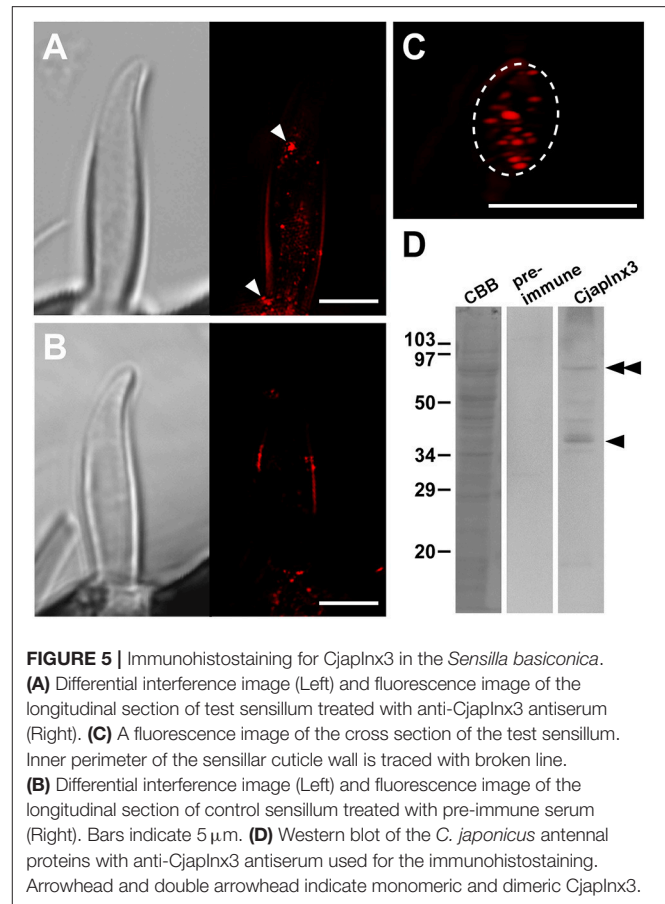 A
C
B
D
CBB
pre-
immune
CjapInx3
103
97
50
34
29
20
FIGURE 5 | Immunohistostaining for CjapInx3 in the Sensilla basiconica.
(A) Differential interference image (Left) and fluorescence image of the
longitudinal section of test sensillum treated with anti-CjapInx3 antiserum
(Right). (C) A fluorescence image of the cross section of the test sensillum.
Inner perimeter of the sensillar cuticle wall is traced with broken line.
(B) Differential interference image (Left) and fluorescence image of the
longitudinal section of control sensillum treated with pre-immune serum
(Right). Bars indicate 5 μm. (D) Western blot of the C. japonicus antennal
proteins with anti-CjapInx3 antiserum used for the immunohistostaining.
Arrowhead and double arrowhead indicate monomeric and dimeric CjapInx3.